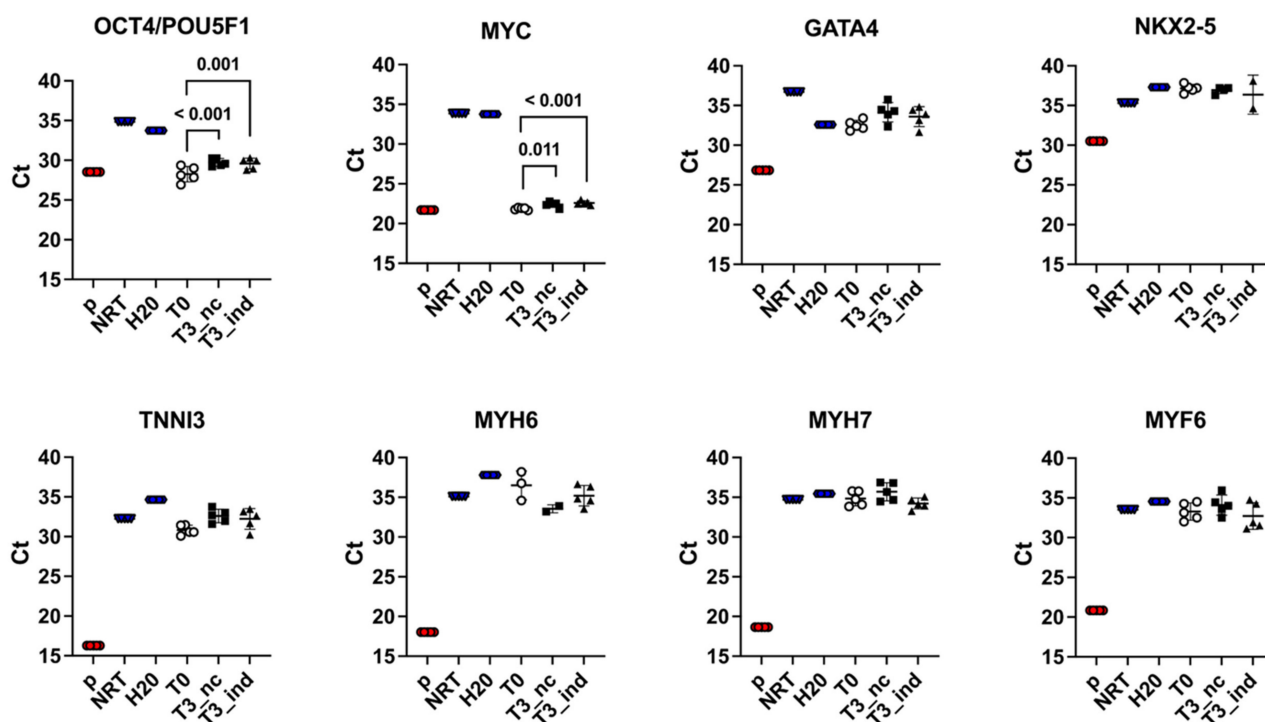 OCT4/POU5F1
MYC
GATA4
NKX2-5
0.001
< 0.001
Ct
40
35
30
25
20
15
p
NRT
H20
T0
T3_nc
T3_ind
< 0.001
0.011
Ct
40
35
30
25
20
15
p
NRT
H20
T0
T3_nc
T3_ind
Ct
40
35
30
25
20
15
p
NRT
H20
T0
T3_nc
T3_ind
Ct
40
35
30
25
20
15
p
NRT
H20
T0
T3_nc
T3_ind
TNNI3
MYH6
MYH7
MYF6
Ct
40
35
30
25
20
15
p
NRT
H20
T0
T3_nc
T3_ind
Ct
40
35
30
25
20
15
p
NRT
H20
T0
T3_nc
T3_ind
Ct
40
35
30
25
20
15
p
NRT
H20
T0
T3_nc
T3_ind
Ct
40
35
30
25
20
15
p
NRT
H20
T0
T3_nc
T3_ind